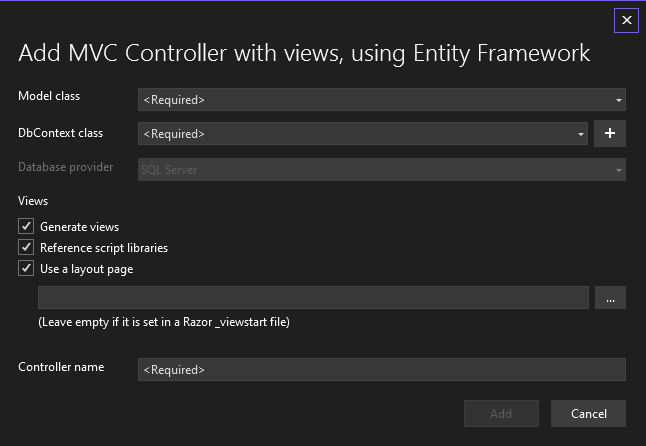 Add MVC Controller with views, using Entity Framework
Model class <Required>
DbContext class <Required> +
Database provider SQL Server
Views
Generate views
Reference script libraries
Use a layout page
...
(Leave empty if it is set in a Razor _viewstart file)
Controller name <Required>
Add Cancel